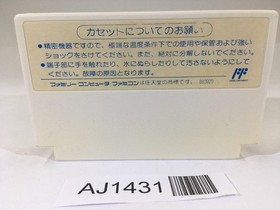 カセットについてのお願い
●精密機器ですので、極端な温度条件下での使用や保管および強い
ショックをさけてください。また、絶対に分解しないでください。
●端子部に手を触れたり、水にぬらしたりして汚さないようにして
ください。故障の原因となります。
ファミリーコンピュータ・ファミコンは任天堂の商標です。
FF
AJ1431